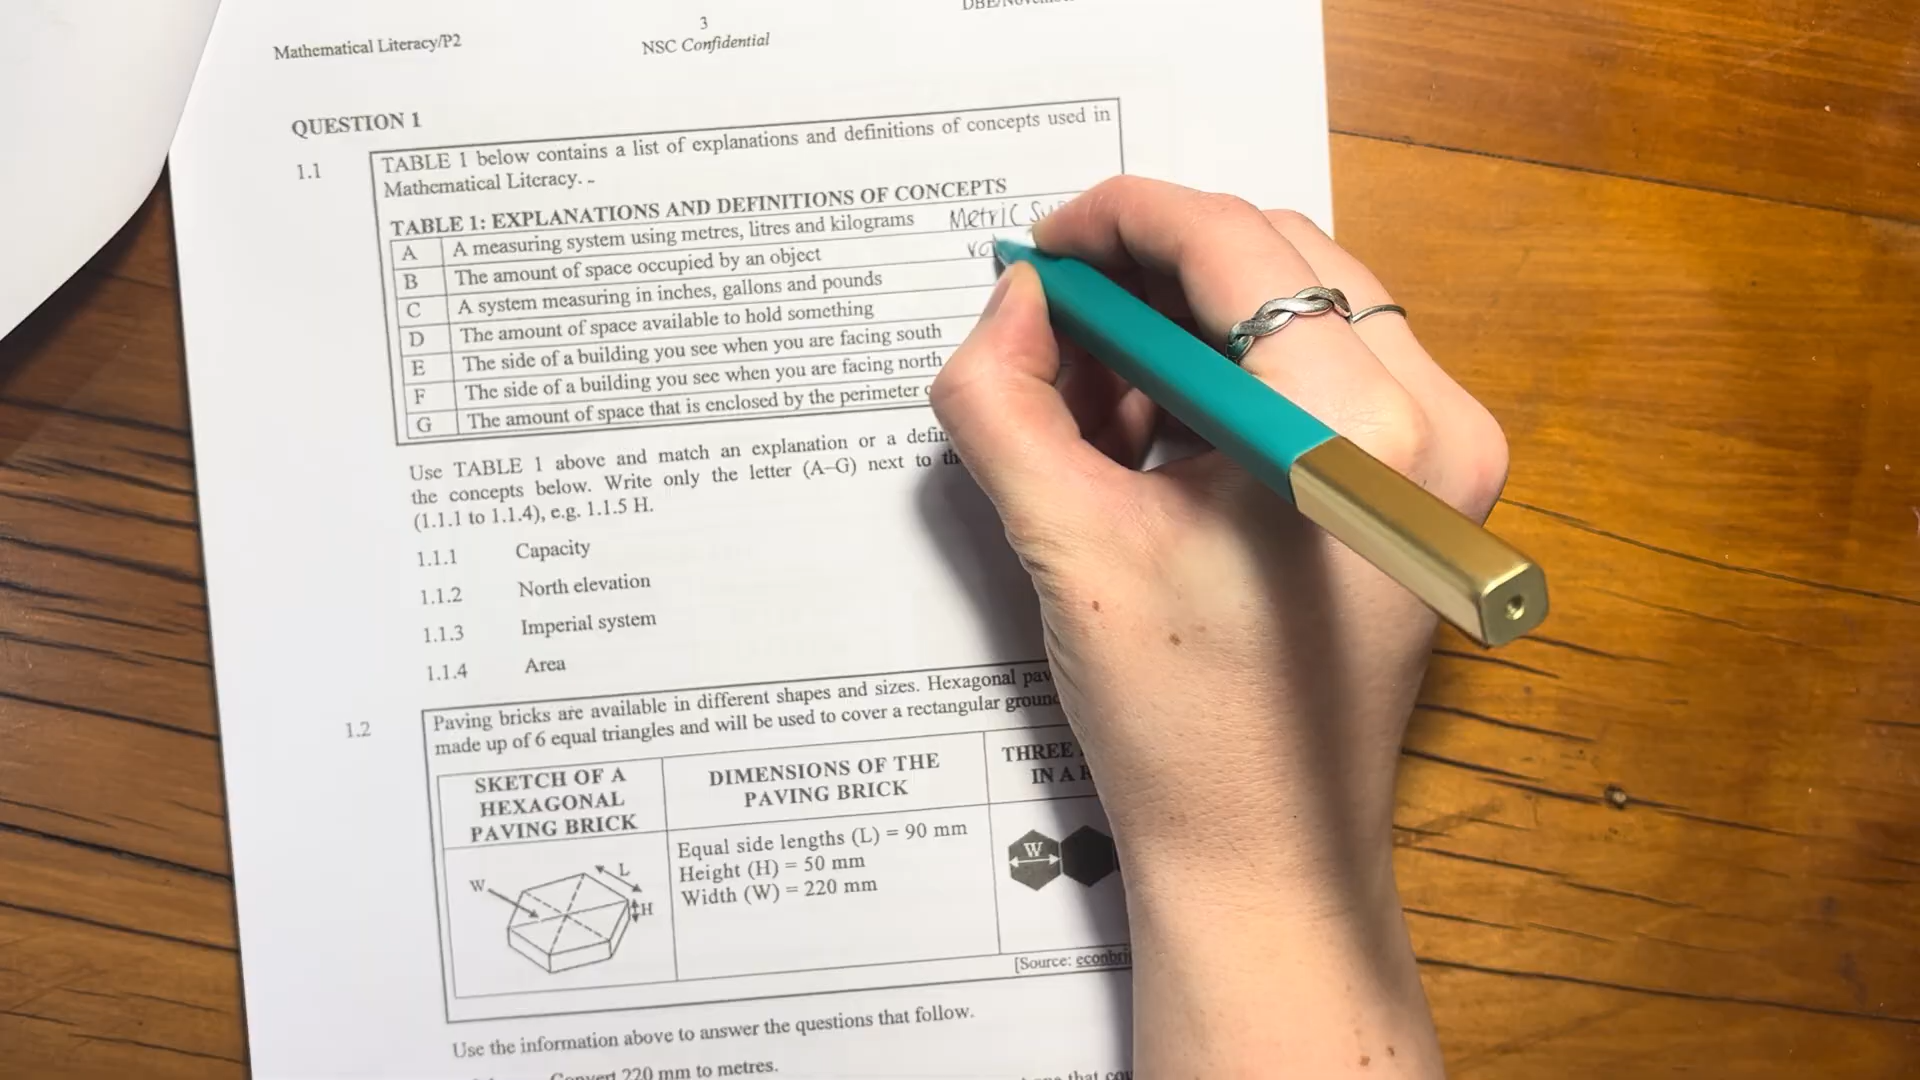 3
Mathematical Literacy/P2
NSC Confidential
QUESTION 1
1.1
TABLE 1 below contains a list of explanations and definitions of concepts used in
Mathematical Literacy.
TABLE 1: EXPLANATIONS AND DEFINITIONS OF CONCEPTS
A A measuring system using metres, litres and kilograms Metric
B The amount of space occupied by an object
C A system measuring in inches, gallons and pounds
D The amount of space available to hold something
E The side of a building you see when you are facing south
F The side of a building you see when you are facing north
G The amount of space that is enclosed by the perimeter
Use TABLE 1 above and match an explanation or a
the concepts below. Write only the letter (A–G) next to
(1.1.1 to 1.1.4), e.g. 1.1.5 H.
1.1.1 Capacity
1.1.2 North elevation
1.1.3 Imperial system
1.1.4 Area
1.2
Paving bricks are available in different shapes and sizes. Hexagonal
made up of 6 equal triangles and will be used to cover a rectangular
SKETCH OF A
HEXAGONAL
PAVING BRICK
DIMENSIONS OF THE
PAVING BRICK
THREE
IN A
W
L
H
Equal side lengths (L) = 90 mm
Height (H) = 50 mm
Width (W) = 220 mm
W
[Source:
Use the information above to answer the questions that follow.
Convert 220 mm to metres.